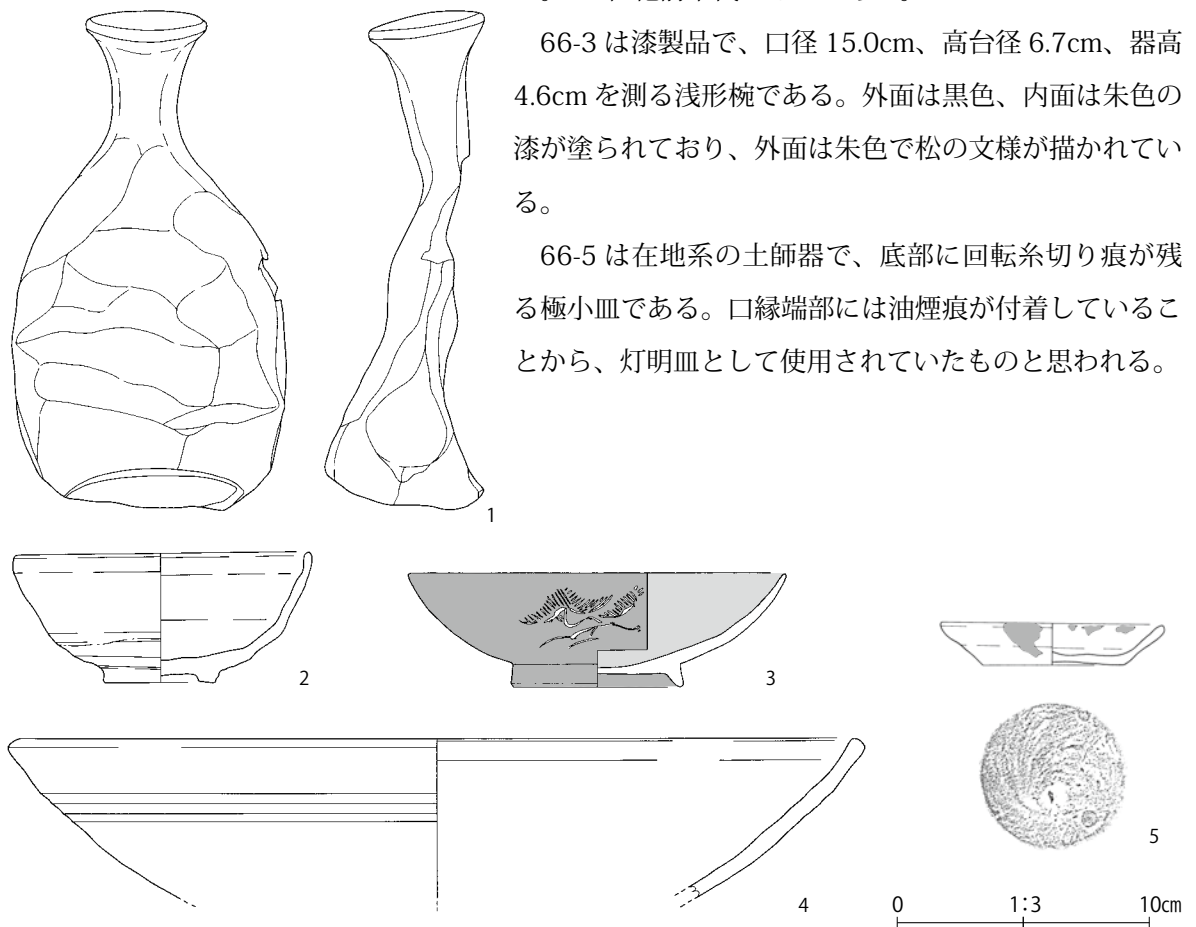 66-3 は漆製品で、口径 15.0cm、高台径 6.7cm、器高
4.6cm を測る浅形椀である。外面は黒色、内面は朱色の
漆が塗られており、外面は朱色で松の文様が描かれてい
る。
66-5 は在地系の土師器で、底部に回転糸切り痕が残
る極小皿である。口縁端部には油煙痕が付着しているこ
とから、灯明皿として使用されていたものと思われる。
1
2
3
4
5
0 1:3 10cm